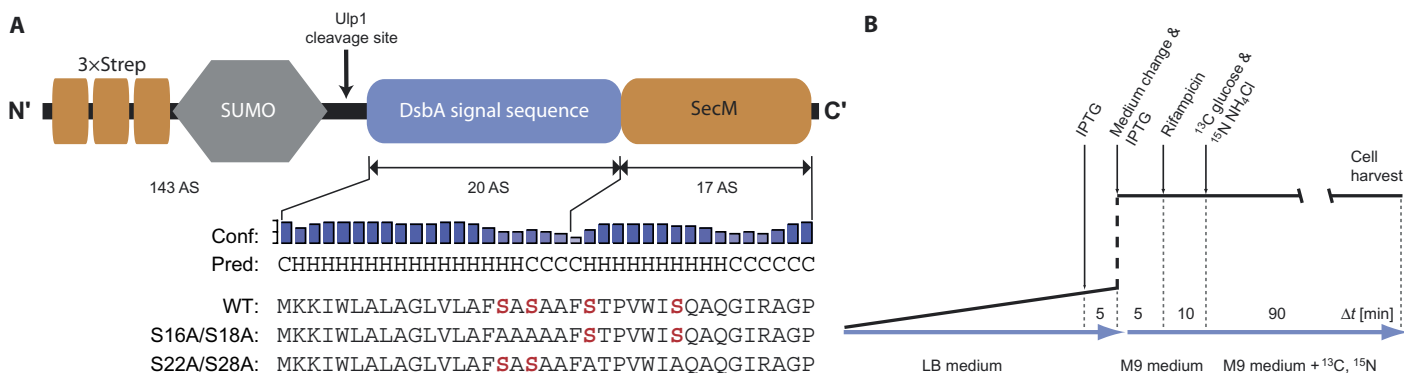 A
Ulp1
cleavage site
3×Strep
N'
SUMO
DsbA signal sequence
SecM
C'
143 AS
20 AS
17 AS
Conf:
Pred: CHHHHHHHHHHHHHHHHCCCCHHHHHHHHHHCCCCCC
WT: MKKIWLALAGLVLAFSASAAFSTPVWISQAQGIRAGP
S16A/S18A: MKKIWLALAGLVLAFAAAAAFSTPVWISQAQGIRAGP
S22A/S28A: MKKIWLALAGLVLAFSASAAFATPVWIAQAQGIRAGP
B
IPTG
Medium change &
IPTG
Rifampicin
¹³C glucose &
¹⁵N NH₄Cl
Cell
harvest
5 5 10 90 Δt [min]
LB medium M9 medium M9 medium + ¹³C, ¹⁵N